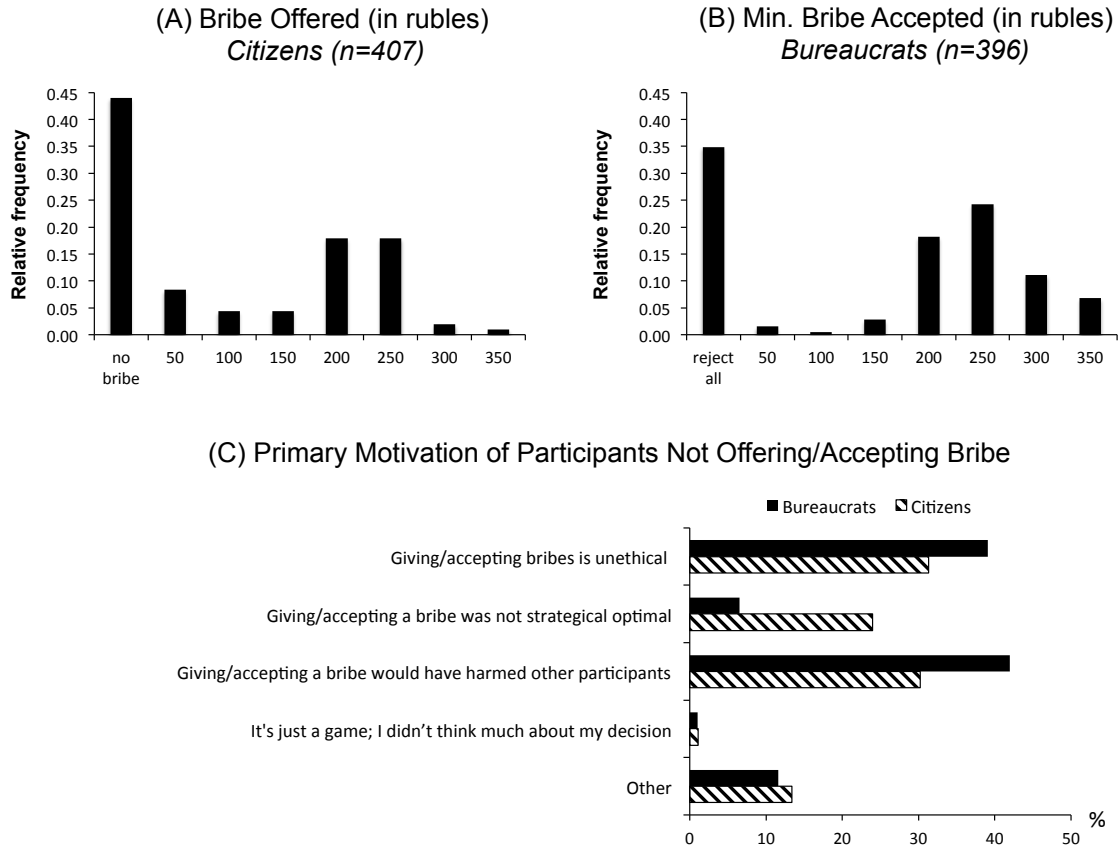 (A) Bribe Offered (in rubles)
Citizens (n=407)
Relative frequency
0.45
0.40
0.35
0.30
0.25
0.20
0.15
0.10
0.05
0.00
no bribe 50 100 150 200 250 300 350
(B) Min. Bribe Accepted (in rubles)
Bureaucrats (n=396)
Relative frequency
0.45
0.40
0.35
0.30
0.25
0.20
0.15
0.10
0.05
0.00
reject all 50 100 150 200 250 300 350
(C) Primary Motivation of Participants Not Offering/Accepting Bribe
Bureaucrats Citizens
Giving/accepting bribes is unethical
Giving/accepting a bribe was not strategical optimal
Giving/accepting a bribe would have harmed other participants
It's just a game; I didn't think much about my decision
Other
0 10 20 30 40 50 %